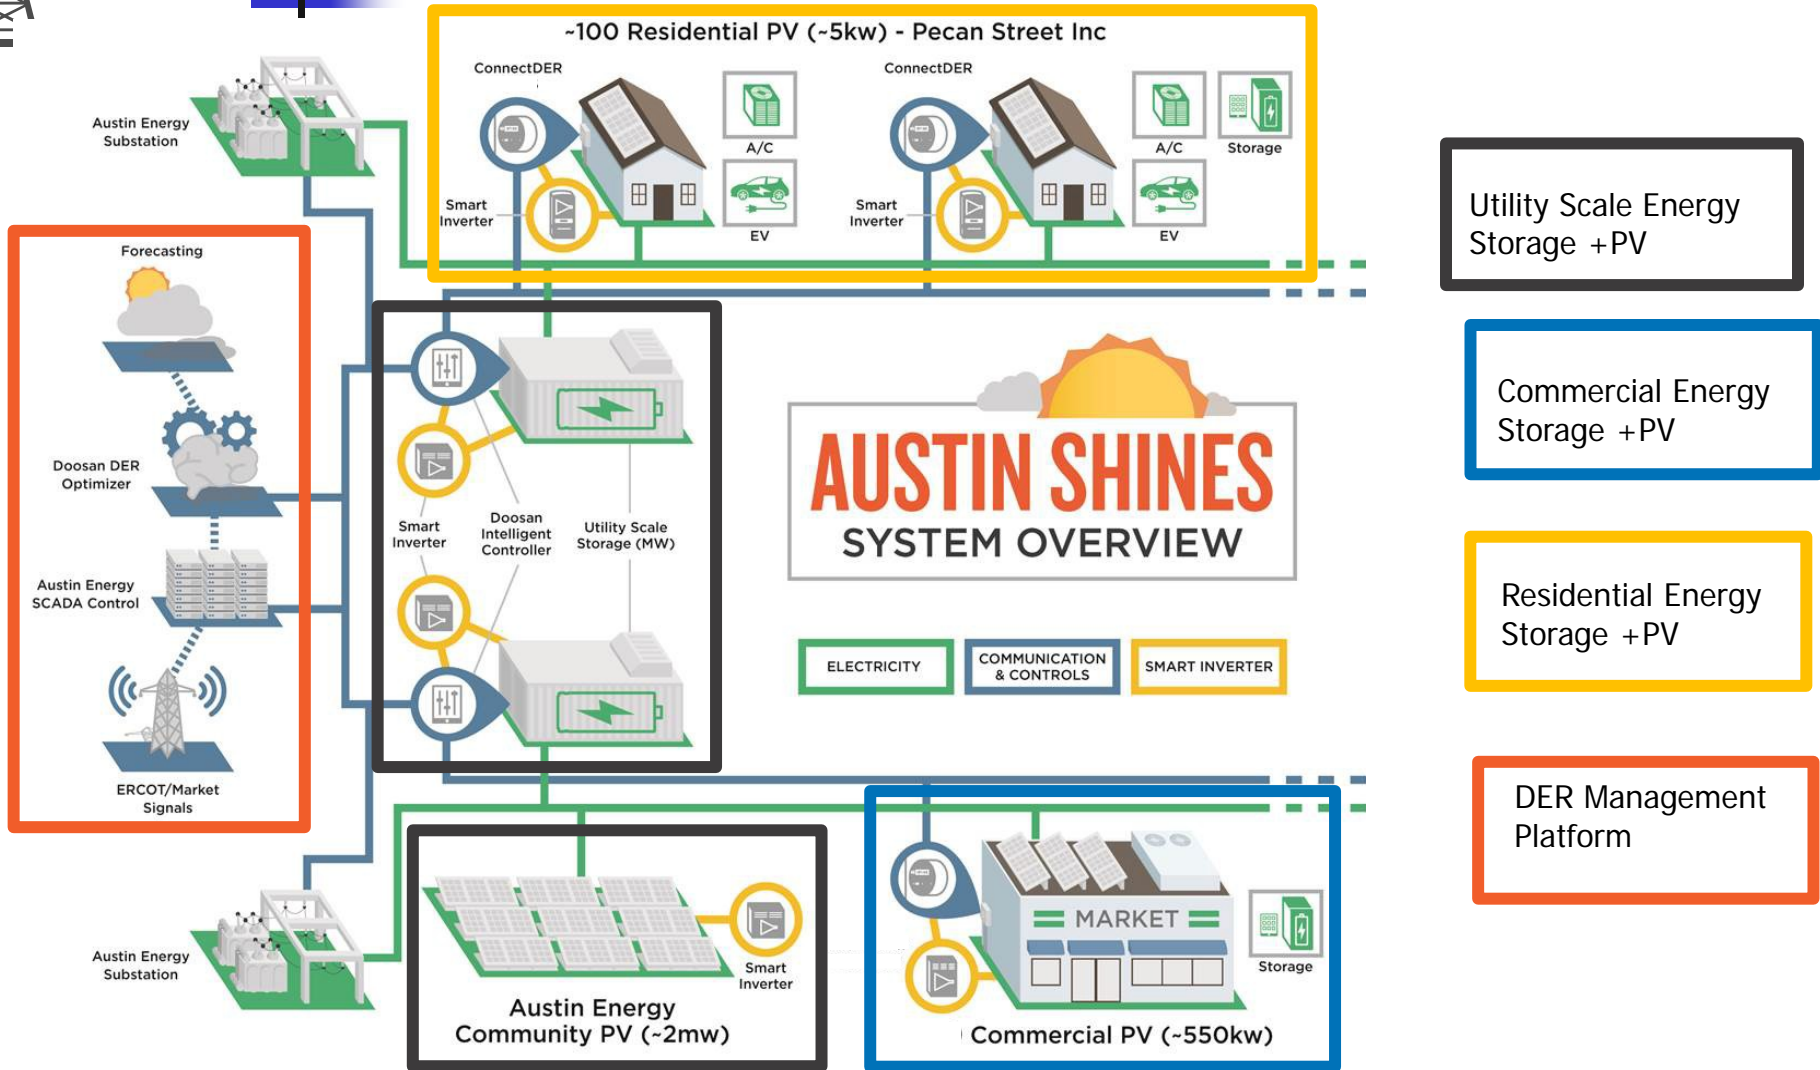 ~100 Residential PV (~5kw) - Pecan Street Inc
ConnectDER
ConnectDER
Austin Energy
Substation
A/C
A/C
Storage
Smart
Inverter
Smart
Inverter
EV
EV
Forecasting
Doosan DER
Optimizer
Austin Energy
SCADA Control
ERCOT/Market
Signals
Smart
Inverter
Doosan
Intelligent
Controller
Utility Scale
Storage (MW)
AUSTIN SHINES
SYSTEM OVERVIEW
ELECTRICITY
COMMUNICATION
& CONTROLS
SMART INVERTER
Austin Energy
Substation
Smart
Inverter
Austin Energy
Community PV (~2mw)
MARKET
Storage
Commercial PV (~550kw)
Utility Scale Energy
Storage +PV
Commercial Energy
Storage +PV
Residential Energy
Storage +PV
DER Management
Platform